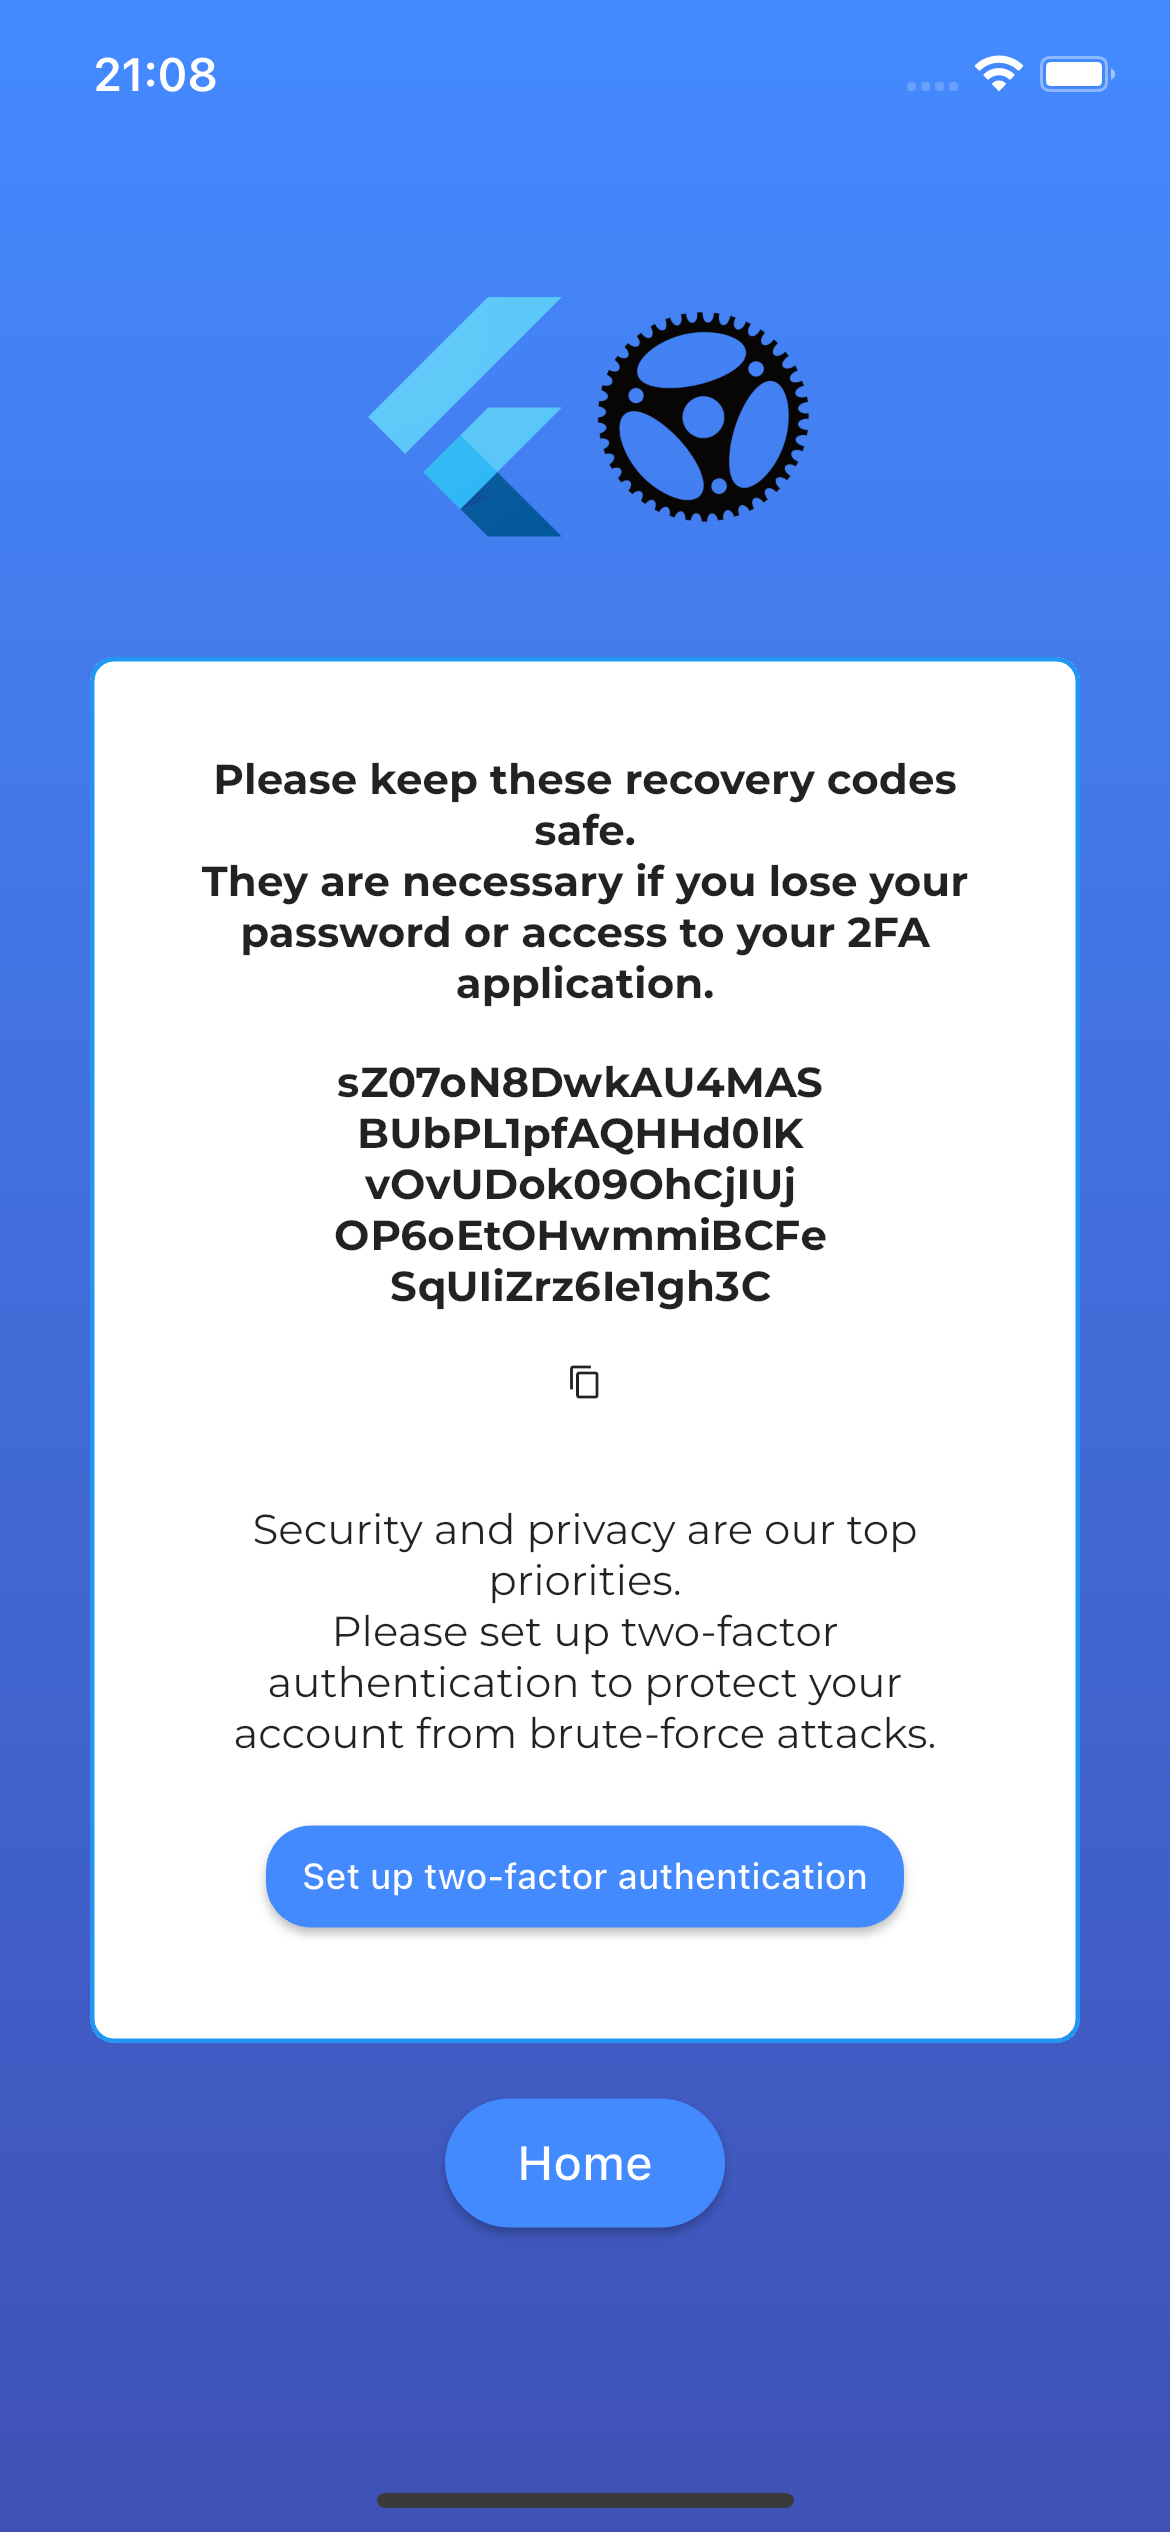 21:08
Please keep these recovery codes
safe.
They are necessary if you lose your
password or access to your 2FA
application.
sZ07oN8DwkAU4MAS
BUbPL1pfAQHHd0lK
vOvUDok09OhCjIUj
OP6oEtOHwmmiBCFe
SqUIiZrz6Ie1gh3C
Security and privacy are our top
priorities.
Please set up two-factor
authentication to protect your
account from brute-force attacks.
Set up two-factor authentication
Home